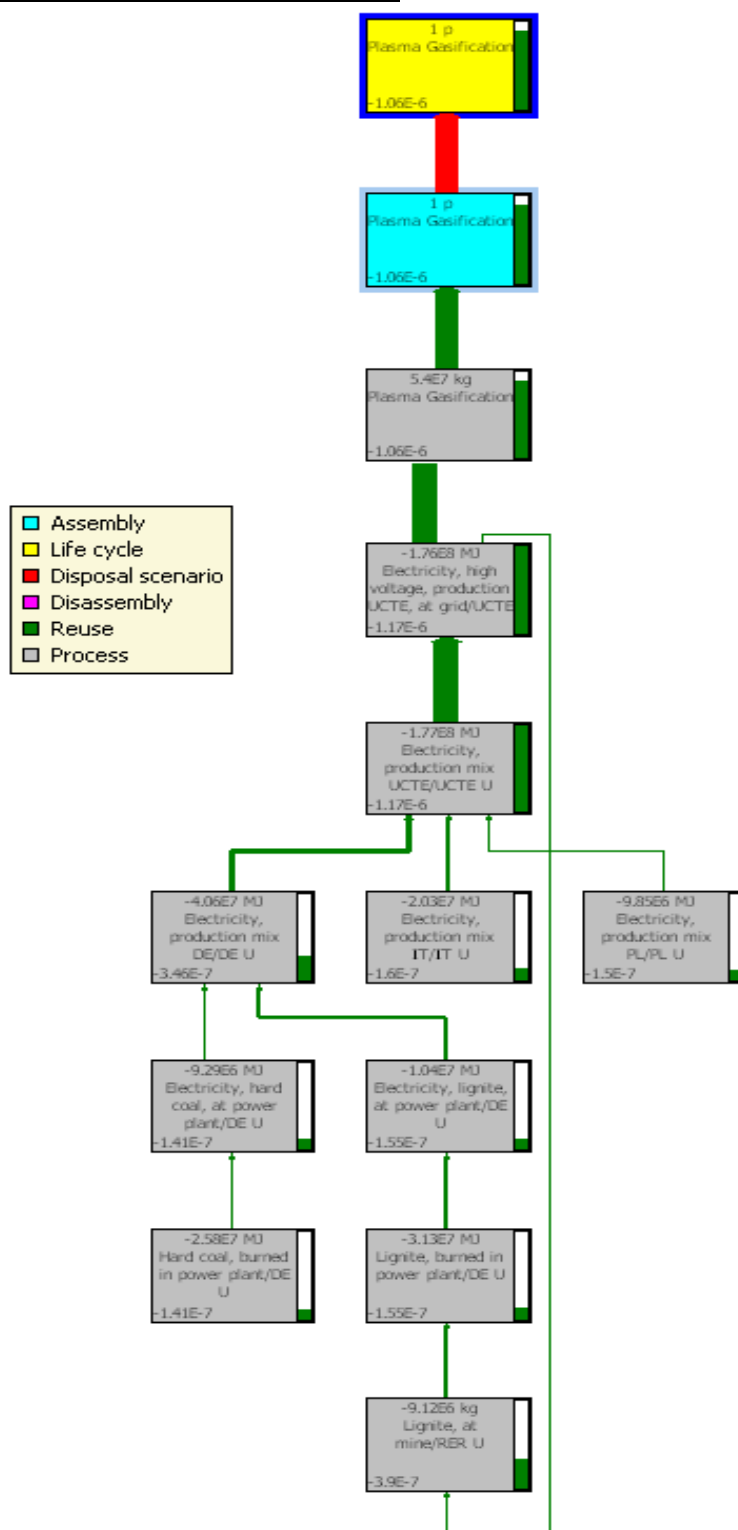 1 p
Plasma Gasification
-1.06E-6
1 p
Plasma Gasification
-1.06E-6
5.4E7 kg
Plasma Gasification
-1.06E-6
Assembly
Life cycle
Disposal scenario
Disassembly
Reuse
Process
-1.76E8 MJ
Electricity, high
voltage, production
UCTE, at grid/UCTE
-1.17E-6
-1.77E8 MJ
Electricity,
production mix
UCTE/UCTE U
-1.17E-6
-4.06E7 MJ
Electricity,
production mix
DE/DE U
-3.46E-7
-2.03E7 MJ
Electricity,
production mix
IT/IT U
-1.6E-7
-9.85E6 MJ
Electricity,
production mix
PL/PL U
-1.5E-7
-9.29E6 MJ
Electricity, hard
coal, at power
plant/DE U
-1.41E-7
-1.04E7 MJ
Electricity, lignite,
at power plant/DE
U
-1.55E-7
-2.58E7 MJ
Hard coal, burned
in power plant/DE
U
-1.41E-7
-3.13E7 MJ
Lignite, burned in
power plant/DE U
-1.55E-7
-9.12E6 kg
Lignite, at
mine/RER U
-3.9E-7